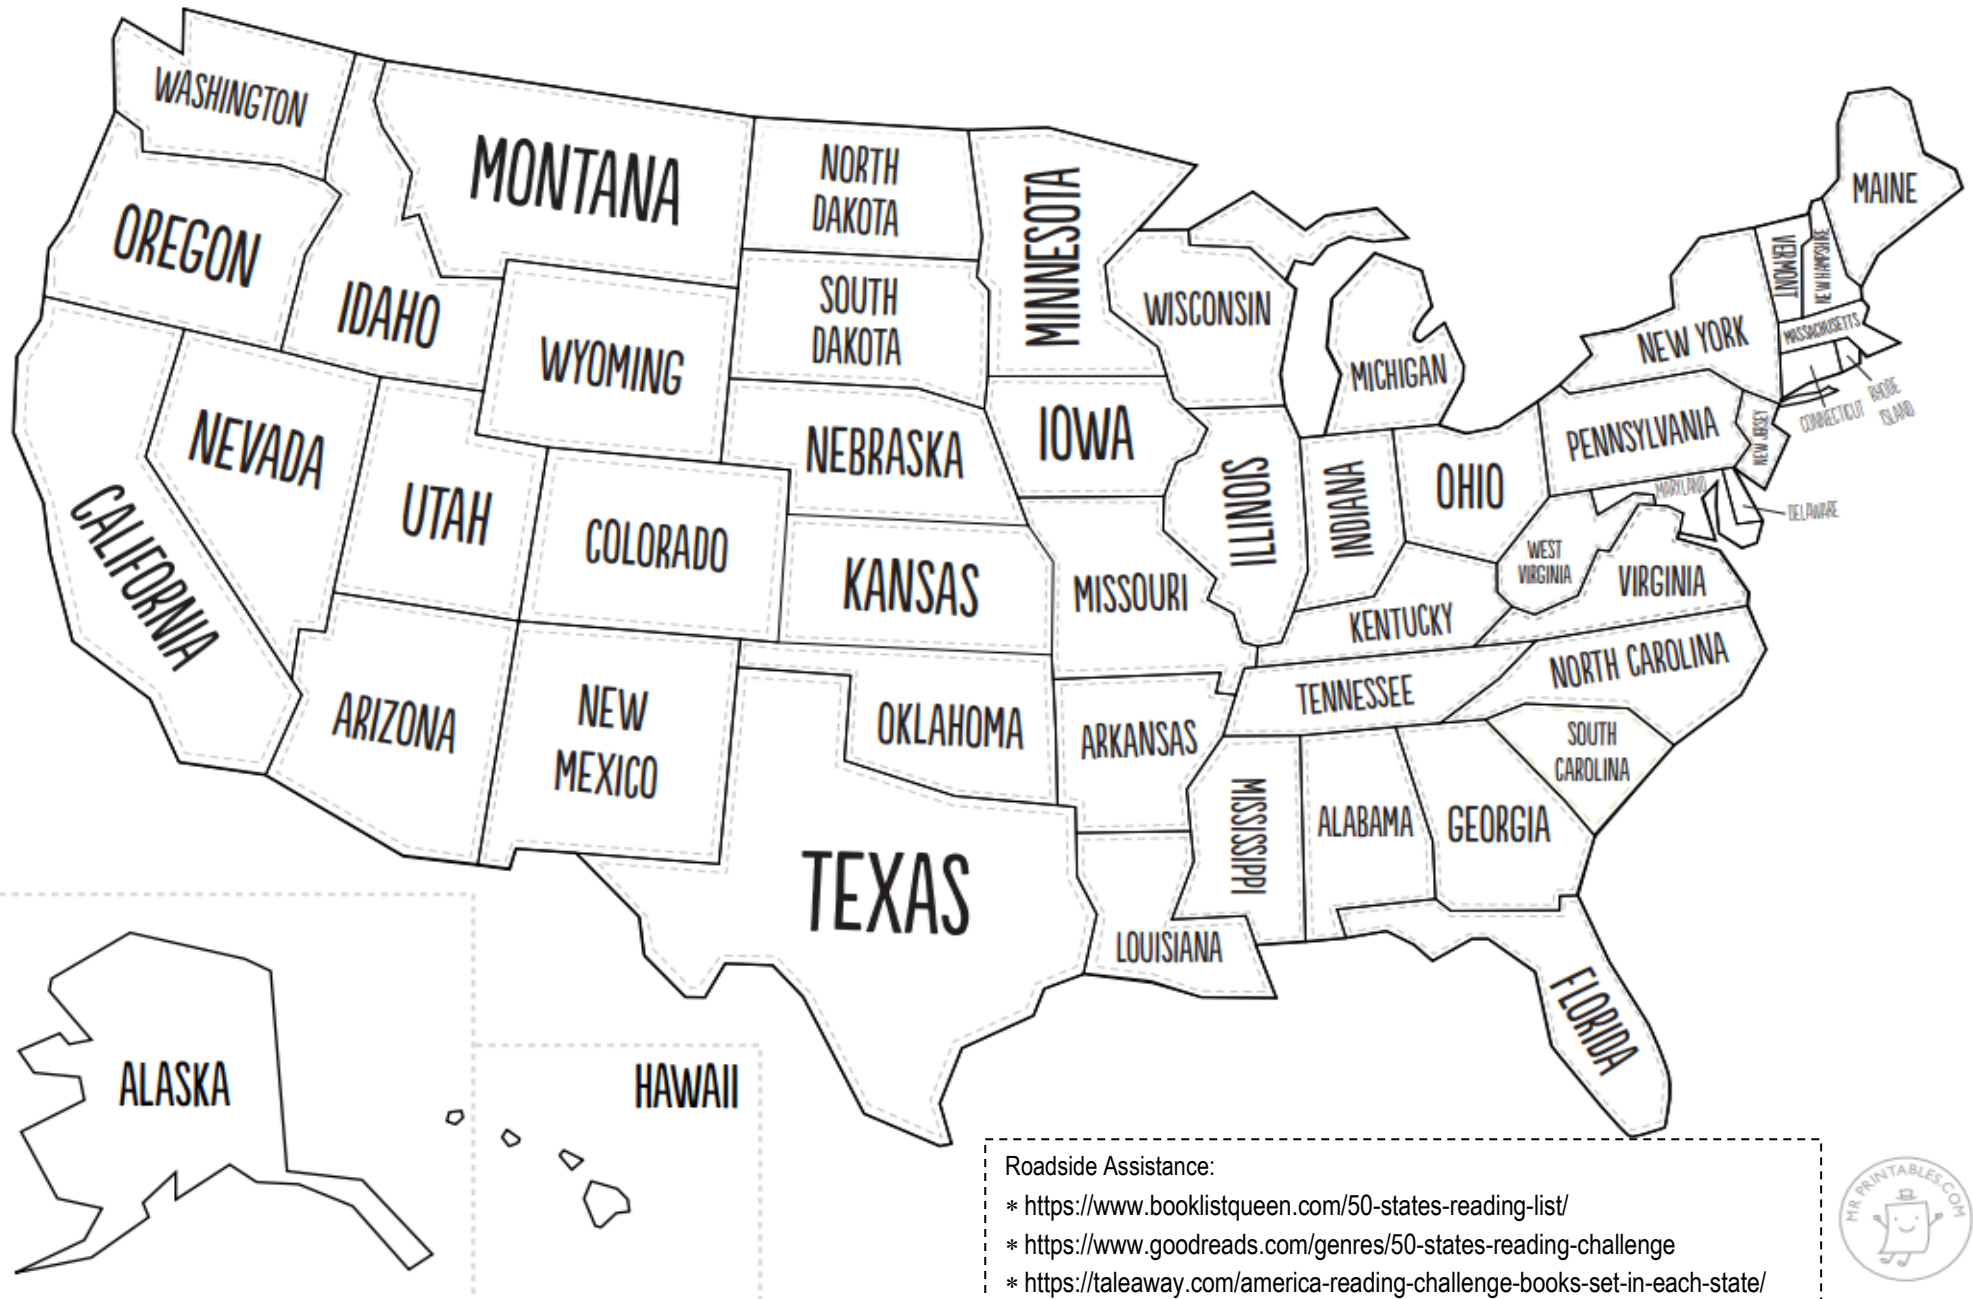 WASHINGTON
MONTANA
NORTH
DAKOTA
MINNESOTA
MAINE
OREGON
IDAHO
WYOMING
SOUTH
DAKOTA
WISCONSIN
MICHIGAN
VERMONT
NEW HAMPSHIRE
NEW YORK
MASSACHUSETTS
CONNECTICUT
RHODE
ISLAND
NEVADA
UTAH
COLORADO
NEBRASKA
IOWA
ILLINOIS
INDIANA
OHIO
PENNSYLVANIA
NEW JERSEY
MARYLAND
DELAWARE
CALIFORNIA
KANSAS
MISSOURI
KENTUCKY
WEST
VIRGINIA
VIRGINIA
ARIZONA
NEW
MEXICO
OKLAHOMA
ARKANSAS
TENNESSEE
NORTH CAROLINA
SOUTH
CAROLINA
TEXAS
LOUISIANA
MISSISSIPPI
ALABAMA
GEORGIA
FLORIDA
ALASKA
HAWAII
Roadside Assistance:
* https://www.booklistqueen.com/50-states-reading-list/
* https://www.goodreads.com/genres/50-states-reading-challenge
* https://taleaway.com/america-reading-challenge-books-set-in-each-state/
MR PRINTABLES.COM